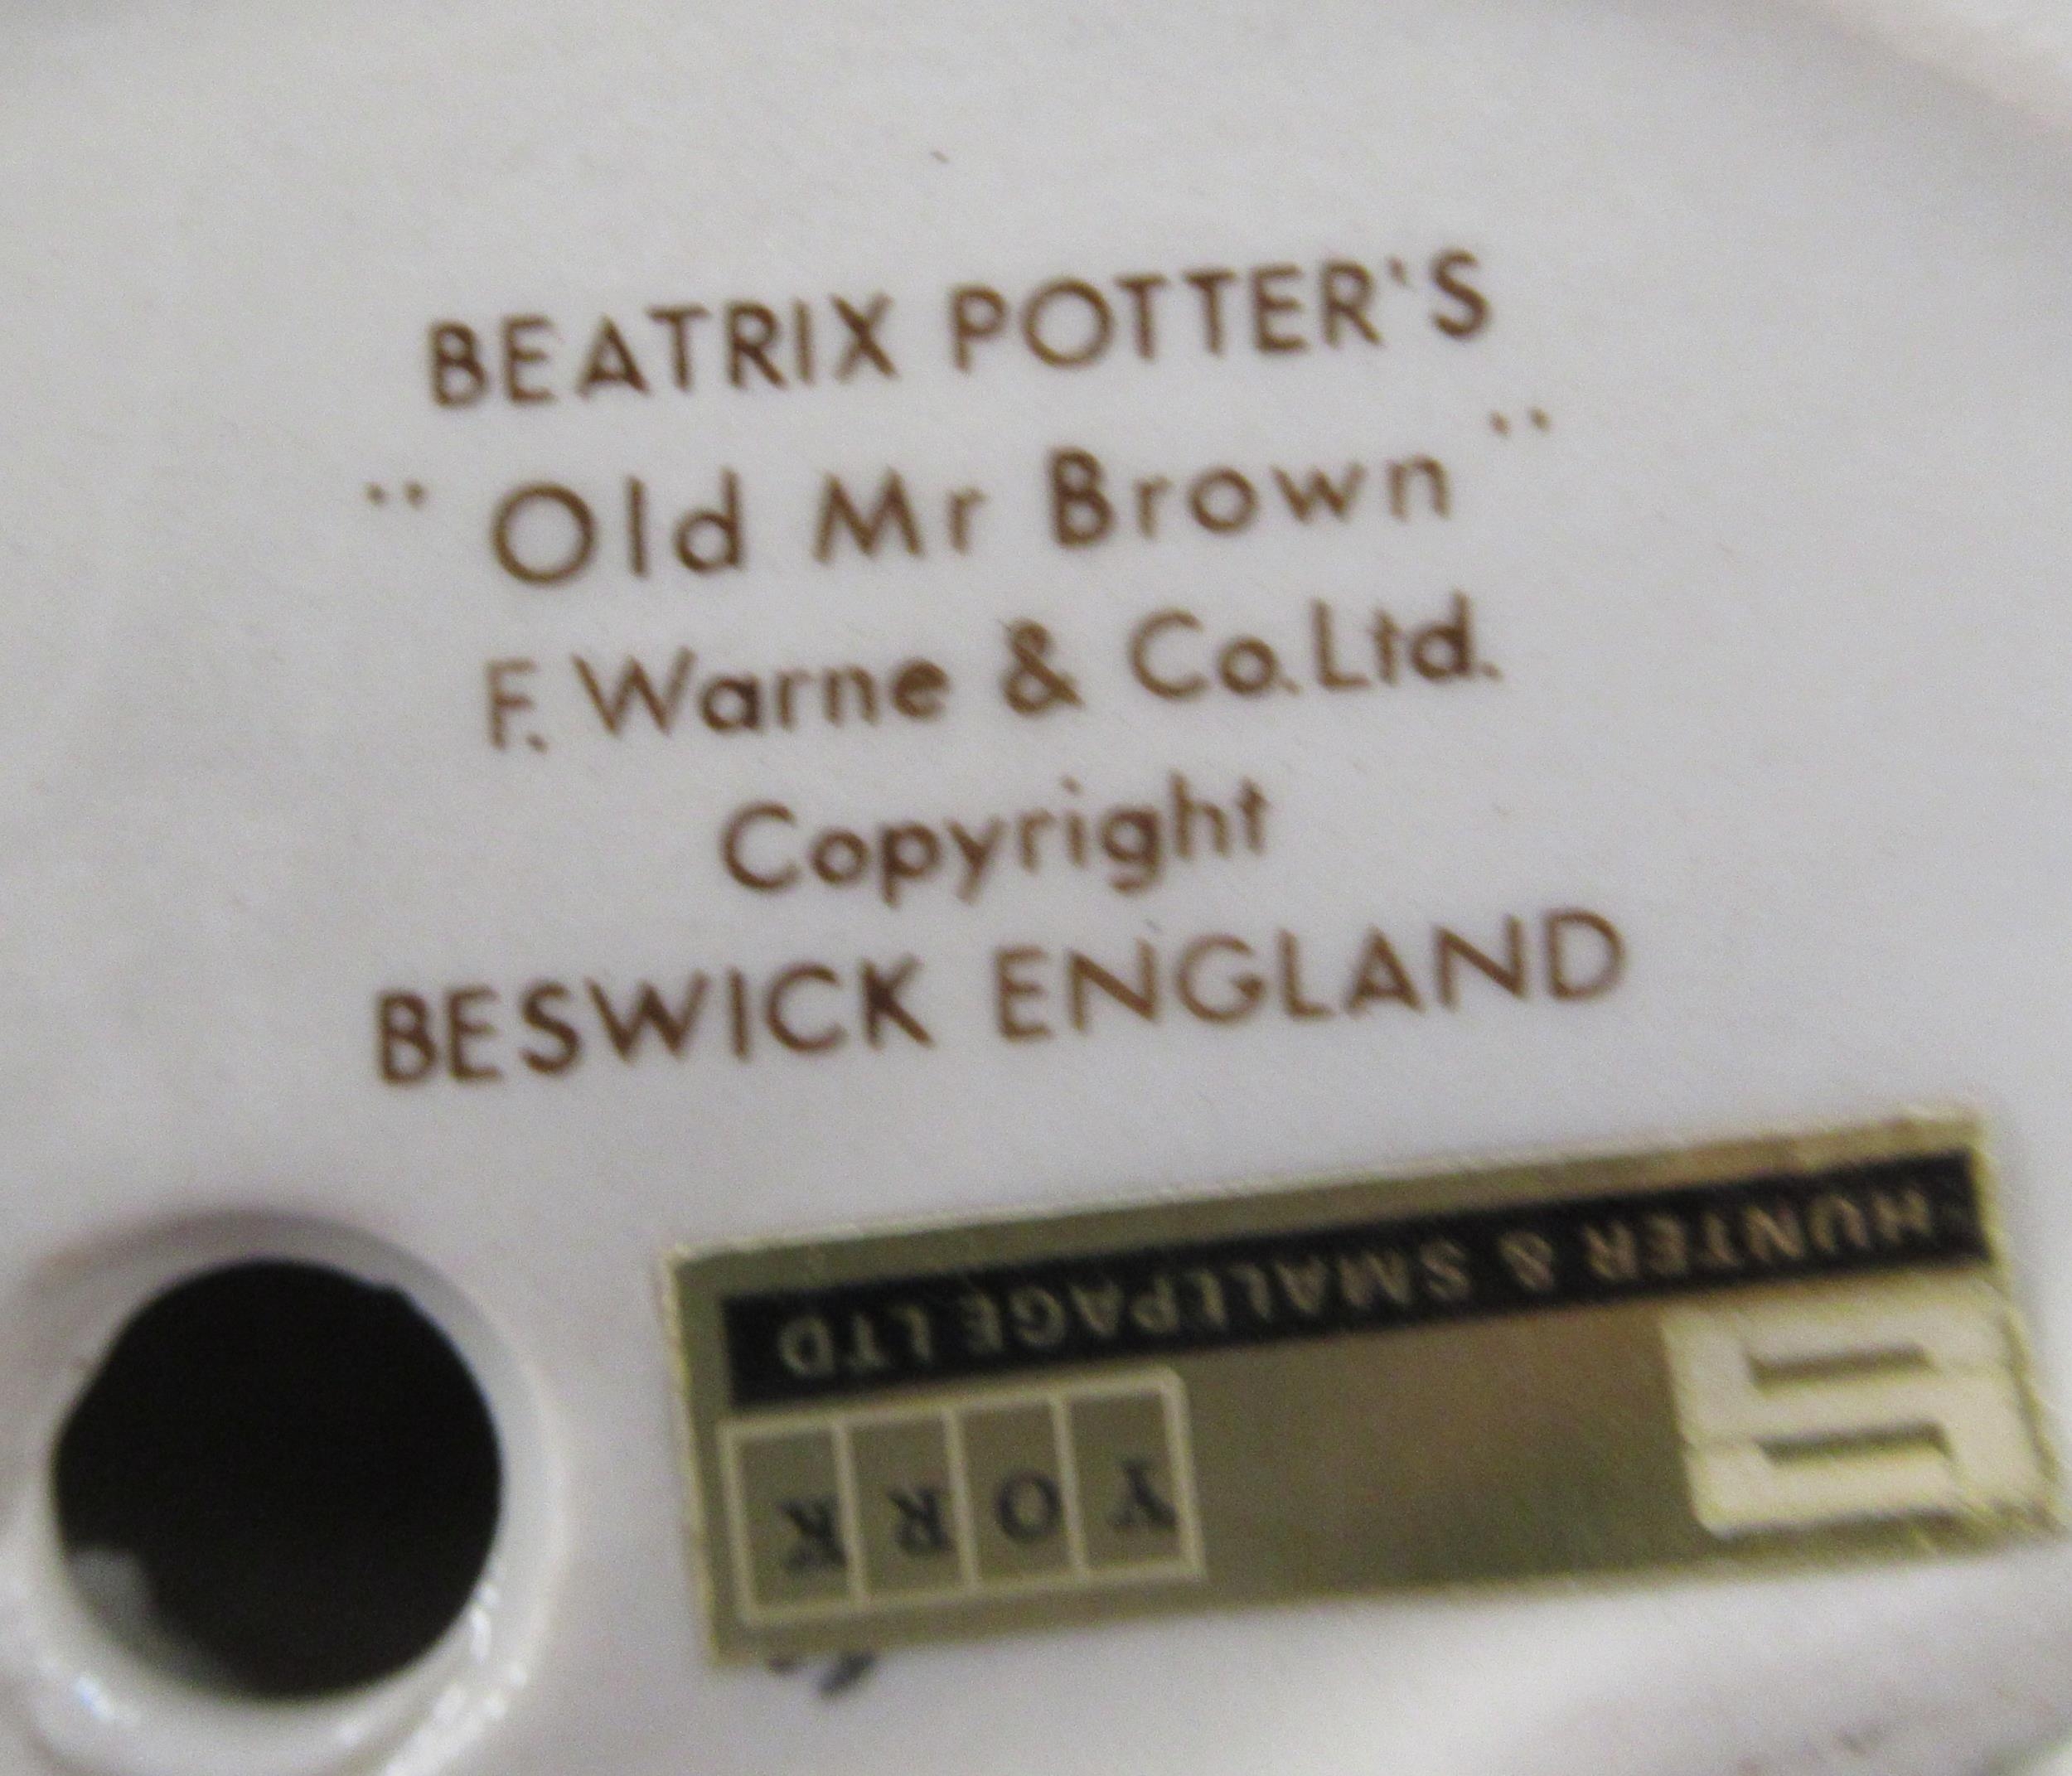 BEATRIX POTTER'S
" Old Mr Brown "
F. Warne & Co. Ltd.
Copyright
BESWICK ENGLAND
HUNTER & SMALLPAGE LTD
YORK